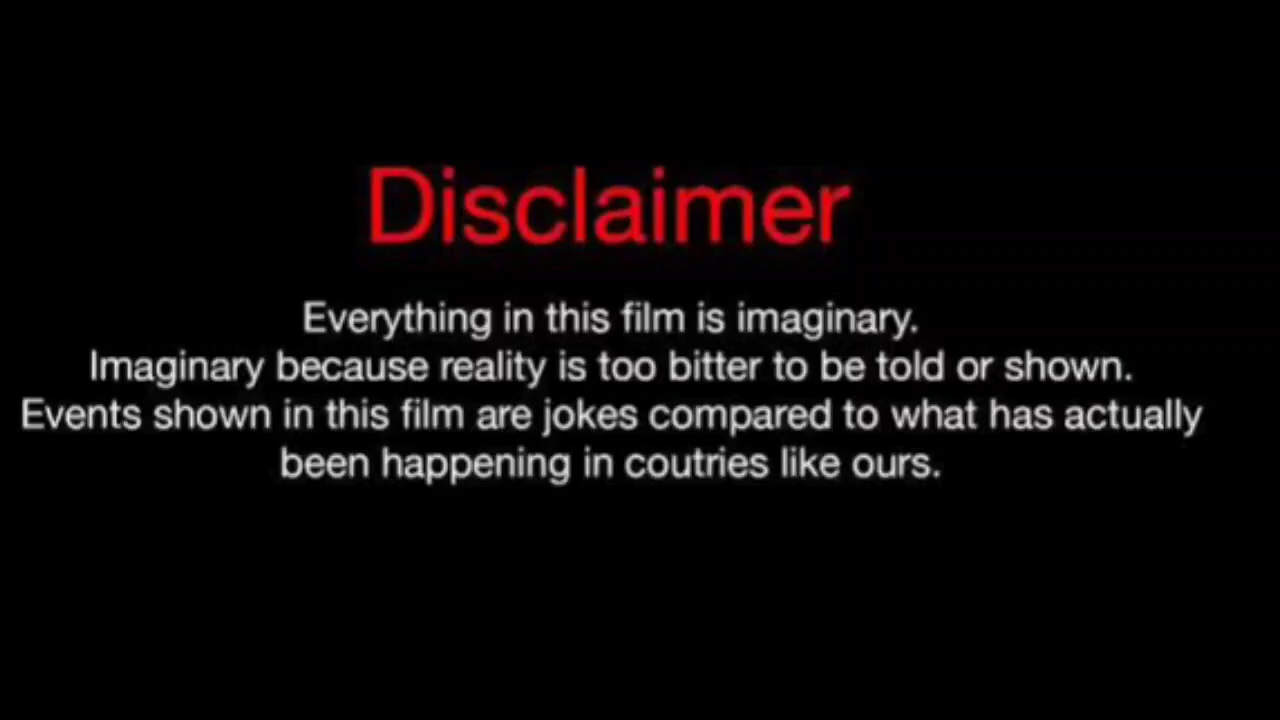 Disclaimer
Everything in this film is imaginary.
Imaginary because reality is too bitter to be told or shown.
Events shown in this film are jokes compared to what has actually
been happening in coutries like ours.